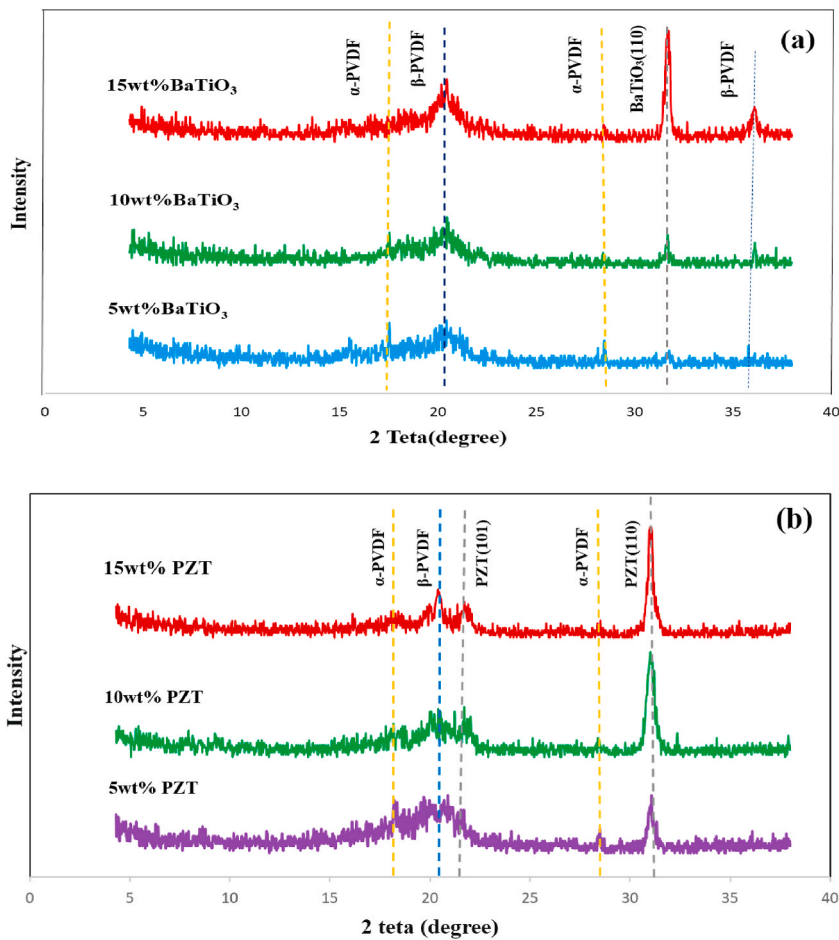 (a)
α-PVDF
β-PVDF
α-PVDF
BaTiO₃(110)
β-PVDF
15wt%BaTiO₃
10wt%BaTiO₃
5wt%BaTiO₃
Intensity
0 5 10 15 20 25 30 35 40
2 Teta(degree)
(b)
α-PVDF
β-PVDF
PZT(101)
α-PVDF
PZT(110)
15wt% PZT
10wt% PZT
5wt% PZT
Intensity
0 5 10 15 20 25 30 35 40
2 teta (degree)